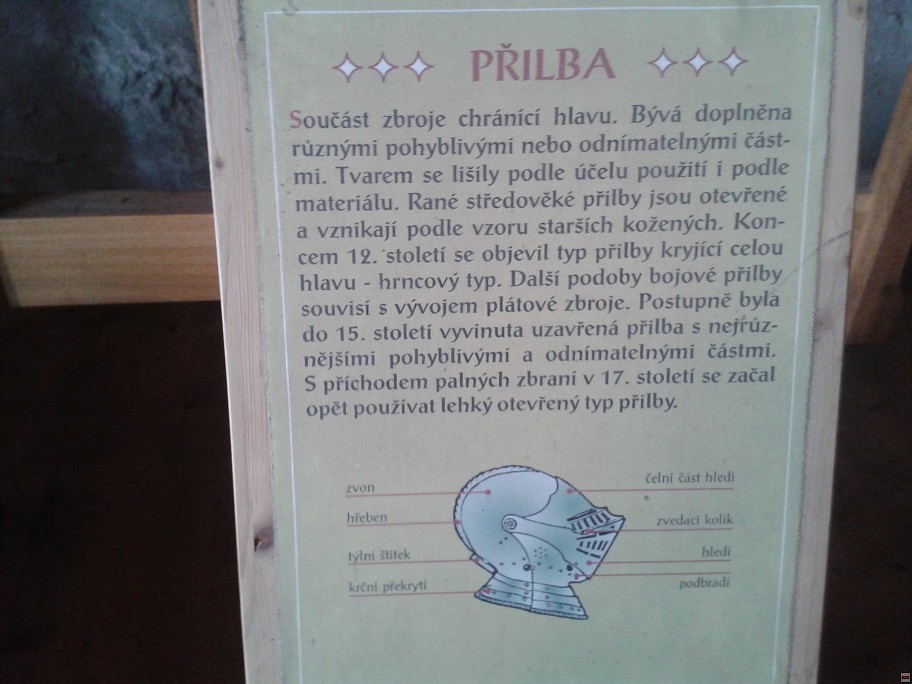 PŘILBA
Součást zbroje chránící hlavu. Bývá doplněna
různými pohyblivými nebo odnímatelnými část-
mi. Tvarem se lišily podle účelu použití i podle
materiálu. Rané středověké přilby jsou otevřené
a vznikají podle vzoru starších kožených. Kon-
cem 12. století se objevil typ přilby kryjící celou
hlavu - hrncový typ. Další podoby bojové přilby
souvisí s vývojem plátové zbroje. Postupně byla
do 15. století vyvinuta uzavřená přilba s nejrůz-
nějšími pohyblivými a odnímatelnými částmi.
S příchodem palných zbraní v 17. století se začal
opět používat lehký otevřený typ přilby.
zvon
hřeben
týlní štítek
krční překrytí
čelní část hledí
zvedací kolík
hledí
podbradí